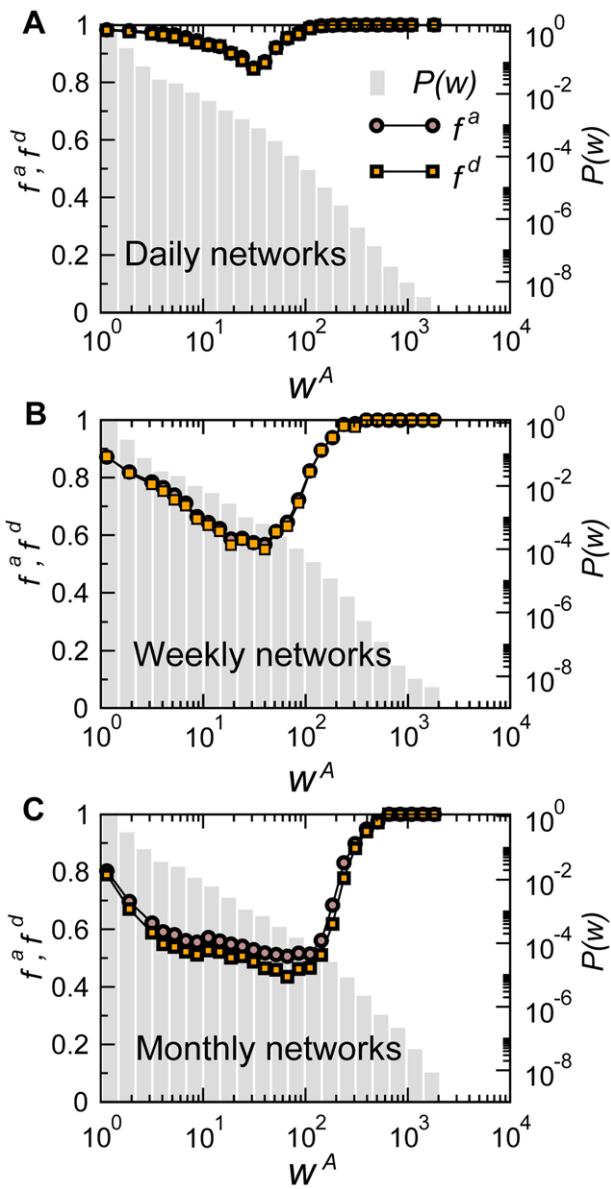 A
1
0.8
0.6
0.4
0.2
0
f^a, f^d
10^0
10^-2
10^-4
10^-6
10^-8
P(w)
P(w)
f^a
f^d
Daily networks
10^0 10^1 10^2 10^3 10^4
w^A
B
1
0.8
0.6
0.4
0.2
0
f^a, f^d
10^0
10^-2
10^-4
10^-6
10^-8
P(w)
Weekly networks
10^0 10^1 10^2 10^3 10^4
w^A
C
1
0.8
0.6
0.4
0.2
0
f^a, f^d
10^0
10^-2
10^-4
10^-6
10^-8
P(w)
Monthly networks
10^0 10^1 10^2 10^3 10^4
w^A